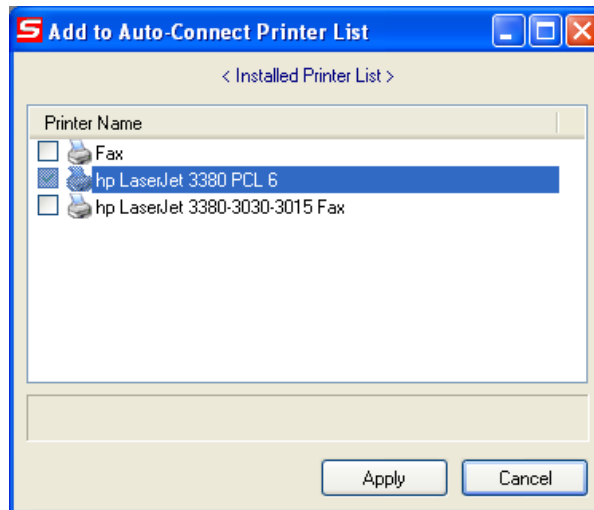 S Add to Auto-Connect Printer List
< Installed Printer List >
Printer Name
Fax
hp LaserJet 3380 PCL 6
hp LaserJet 3380-3030-3015 Fax
Apply Cancel